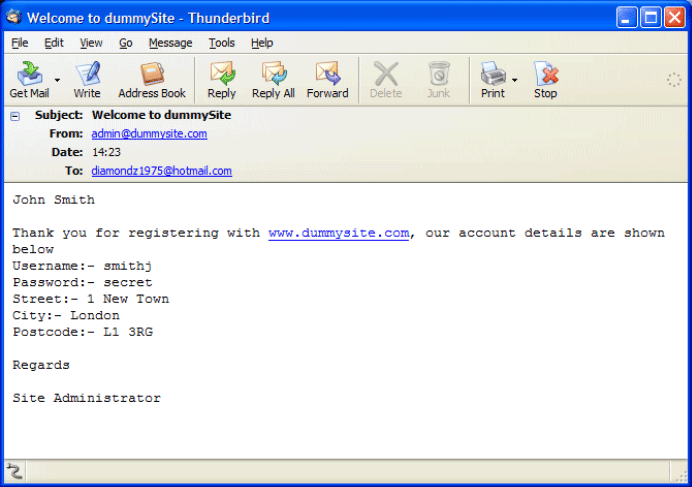 Welcome to dummySite - Thunderbird
File Edit View Go Message Tools Help
Get Mail Write Address Book Reply Reply All Forward Delete Junk Print Stop
Subject: Welcome to dummySite
From: admin@dummysite.com
Date: 14:23
To: diamondz1975@hotmail.com
John Smith
Thank you for registering with www.dummysite.com, our account details are shown
below
Username:- smithj
Password:- secret
Street:- 1 New Town
City:- London
Postcode:- L1 3RG
Regards
Site Administrator